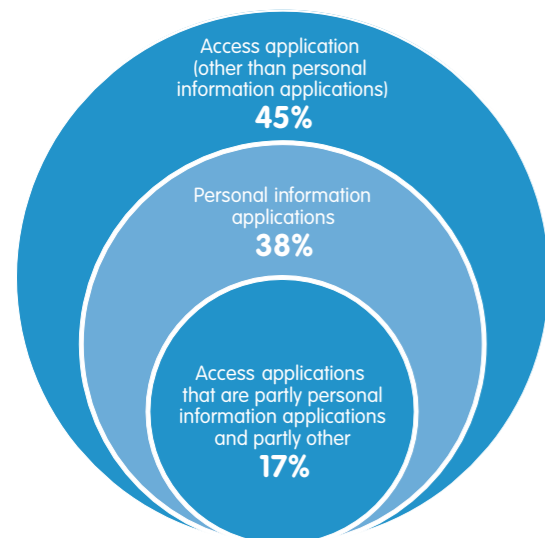 Access application
(other than personal
information applications)
45%
Personal information
applications
38%
Access applications
that are partly personal
information applications
and partly other
17%